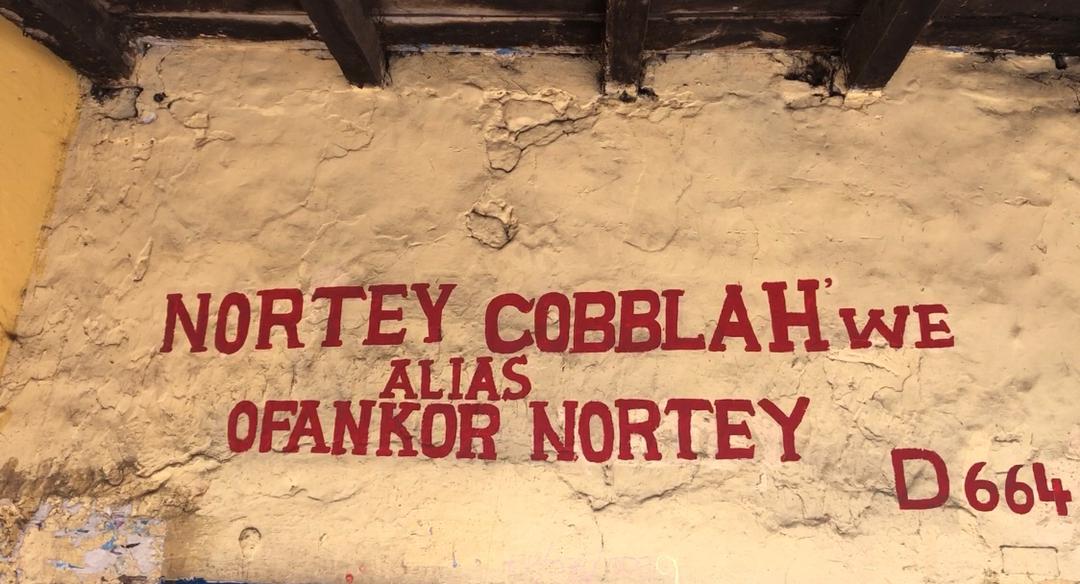 NORTEY COBBLAH' WE
ALIAS
OFANKOR NORTEY
D 664